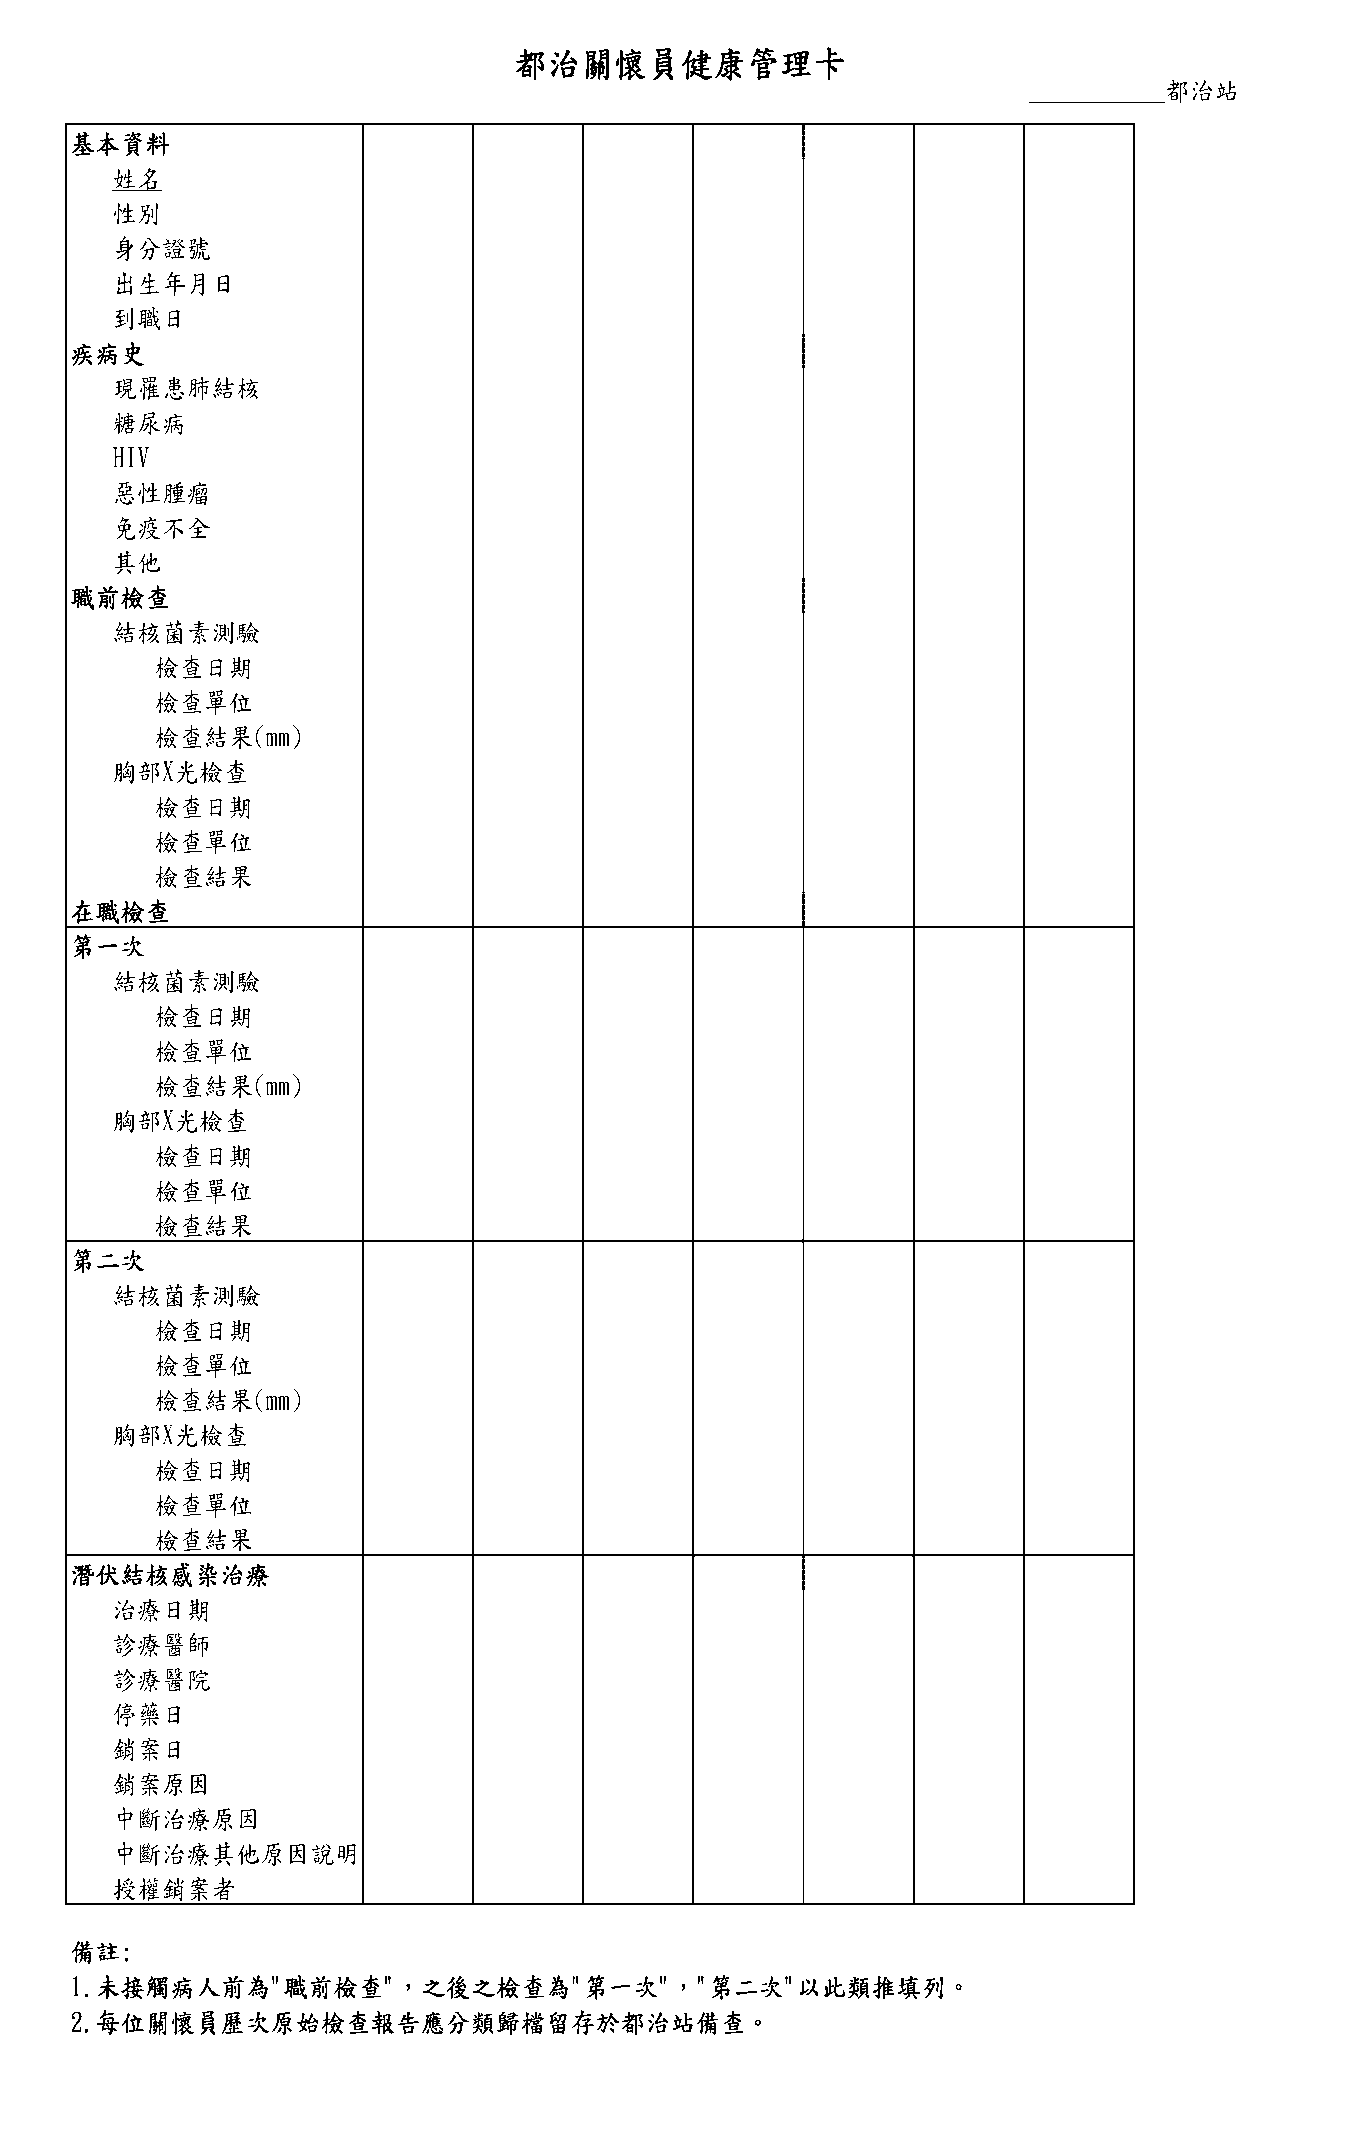 都治關懷員健康管理卡
___________都治站
基本資料
姓名
性別
身分證號
出生年月日
到職日
疾病史
現罹患肺結核
糖尿病
HIV
惡性腫瘤
免疫不全
其他
職前檢查
結核菌素測驗
檢查日期
檢查單位
檢查結果(mm)
胸部X光檢查
檢查日期
檢查單位
檢查結果
在職檢查
第一次
結核菌素測驗
檢查日期
檢查單位
檢查結果(mm)
胸部X光檢查
檢查日期
檢查單位
檢查結果
第二次
結核菌素測驗
檢查日期
檢查單位
檢查結果(mm)
胸部X光檢查
檢查日期
檢查單位
檢查結果
潛伏結核感染治療
治療日期
診療醫師
診療醫院
停藥日
銷案日
銷案原因
中斷治療原因
中斷治療其他原因說明
授權銷案者
備註:
1.未接觸病人前為"職前檢查"，之後之檢查為"第一次"，"第二次"以此類推填列。
2.每位關懷員歷次原始檢查報告應分類歸檔留存於都治站備查。